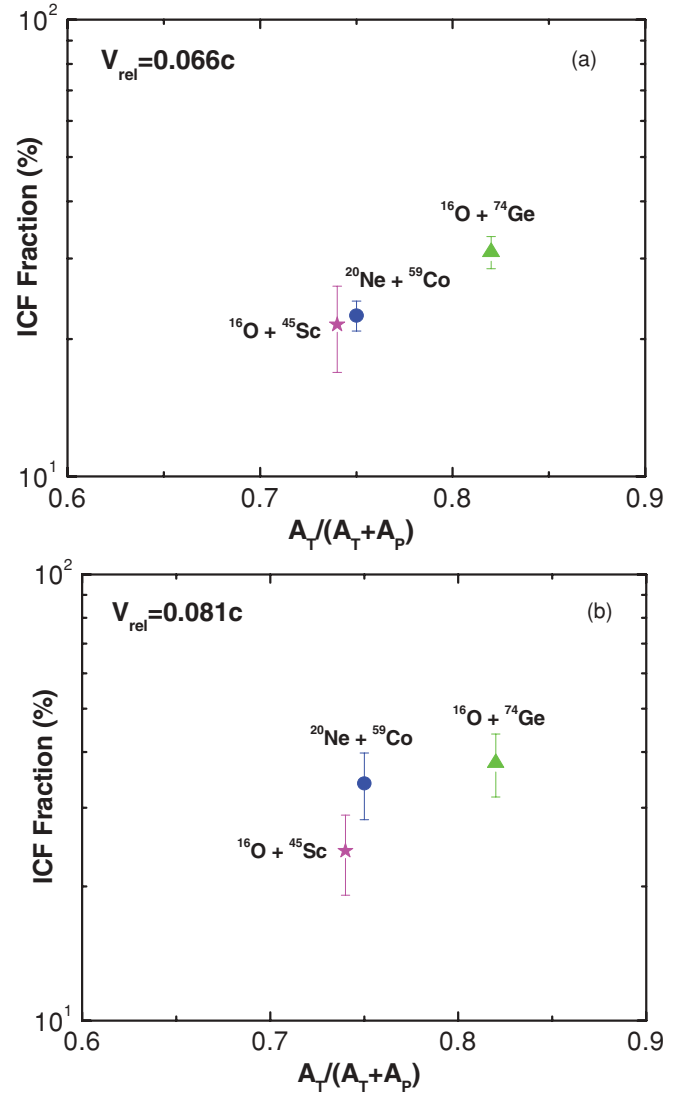 10²
V_rel=0.066c
(a)
ICF Fraction (%)
¹⁶O + ⁷⁴Ge
²⁰Ne + ⁵⁹Co
¹⁶O + ⁴⁵Sc
10¹
0.6 0.7 0.8 0.9
A_T/(A_T+A_P)
10²
V_rel=0.081c
(b)
ICF Fraction (%)
¹⁶O + ⁷⁴Ge
²⁰Ne + ⁵⁹Co
¹⁶O + ⁴⁵Sc
10¹
0.6 0.7 0.8 0.9
A_T/(A_T+A_P)